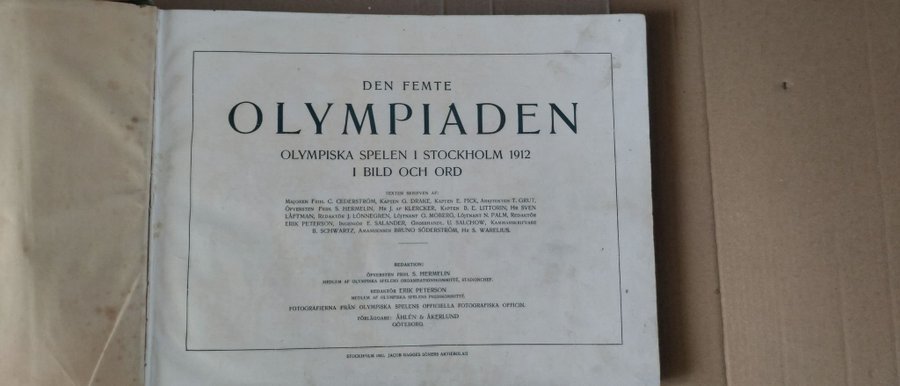 DEN FEMTE
OLYMPIADEN
OLYMPISKA SPELEN I STOCKHOLM 1912
I BILD OCH ORD
TEXTEN SKRIFVEN AF:
MAJOREN FRIH. C. CEDERSTRÖM, KAPTEN G. DRAKE, KAPTEN E. FICK, ARKITEKTEN T. GRUT,
ÖFVERSTEN FRIH. S. HERMELIN, HR J. AF KLERCKER, KAPTEN B. E. LITTORIN, HR SVEN
LÅFTMAN, REDAKTÖR J. LÖNNEGREN, LÖJTNANT G. MOBERG, LÖJTNANT N. PALM, REDAKTÖR
ERIK PETERSON, INGENIÖR E. SALANDER, GROSSHANDL. U. SALCHOW, KAMMARSKRIFVARE
B. SCHWARTZ, AMANUENSEN BRUNO SÖDERSTRÖM, HR S. WARELIUS.
REDAKTION:
ÖFVERSTEN FRIH. S. HERMELIN
MEDLEM AF OLYMPISKA SPELENS ORGANISATIONSKOMMITTÉ, STADIONCHEF.
REDAKTÖR ERIK PETERSON
MEDLEM AF OLYMPISKA SPELENS PRESSKOMMITTÉ.
FOTOGRAFIERNA FRÅN OLYMPISKA SPELENS OFFICIELLA FOTOGRAFISKA OFFICIN.
FÖRLÄGGARE: ÅHLÉN & ÅKERLUND
GÖTEBORG.
STOCKHOLM JACOB BAGGES SÖNERS AKTIEBOLAG